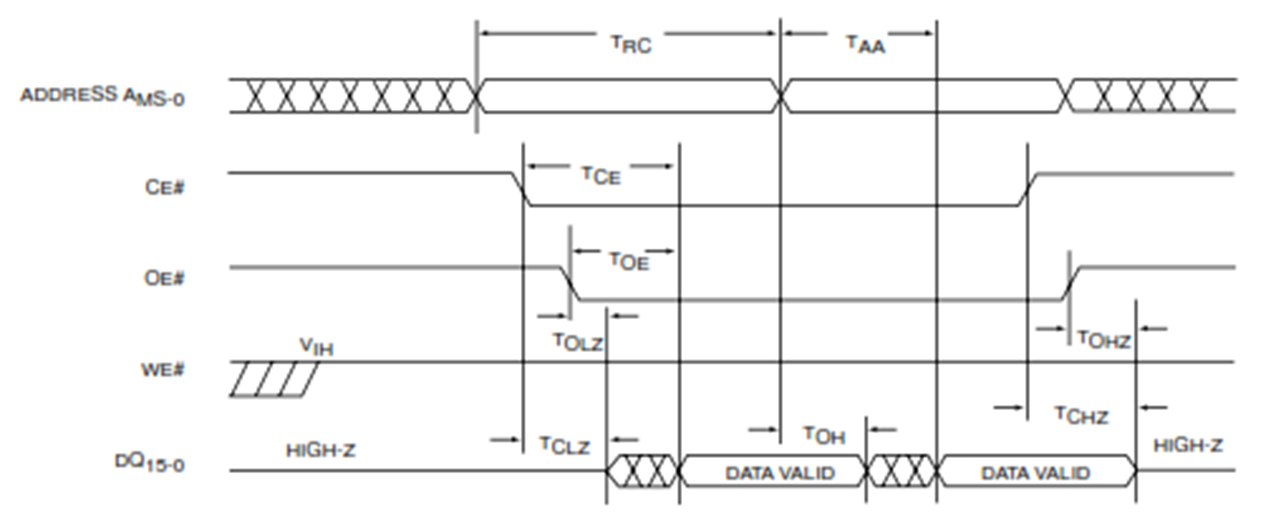 TRC TAA
ADDRESS AMS-0
TCE
CE#
TOE
OE#
TOLZ TOHZ
VIH
WE#
TCHZ
TCLZ TOH
HIGH-Z HIGH-Z
DQ15-0 DATA VALID DATA VALID